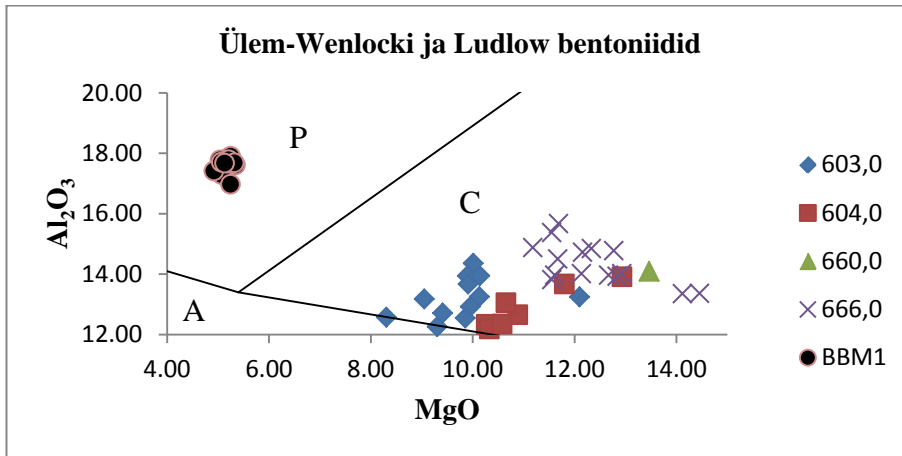 Ülem-Wenlocki ja Ludlow bentoniidid
Al₂O₃
20.00
18.00
16.00
14.00
12.00
P
C
A
4.00 6.00 8.00 10.00 12.00 14.00
MgO
603,0
604,0
660,0
666,0
BBM1